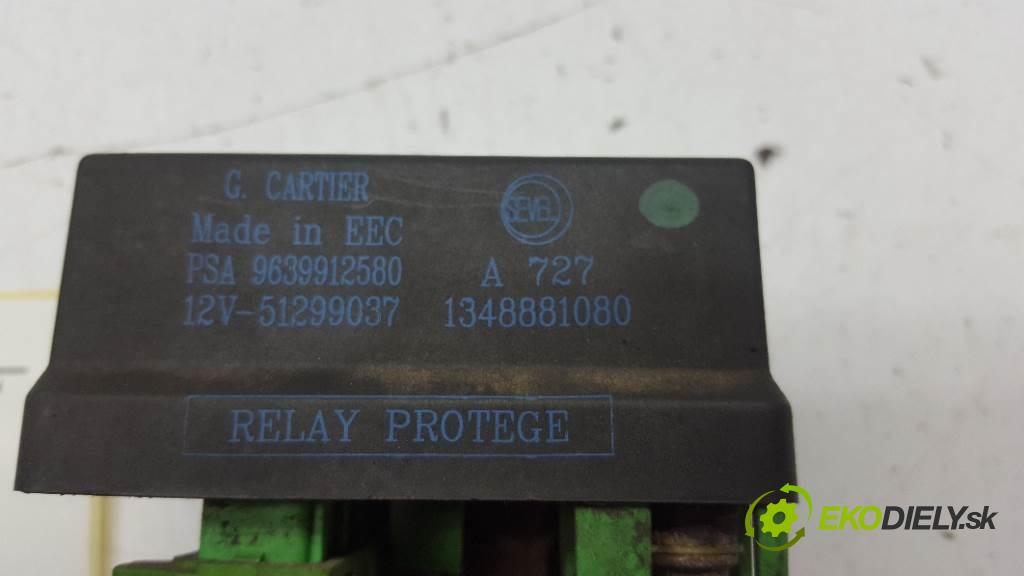 G. CARTIER
Made in EEC
PSA 9639912580
12V-51299037
SEVEL
A 727
1348881080
RELAY PROTEGE
EKODIELY.sk